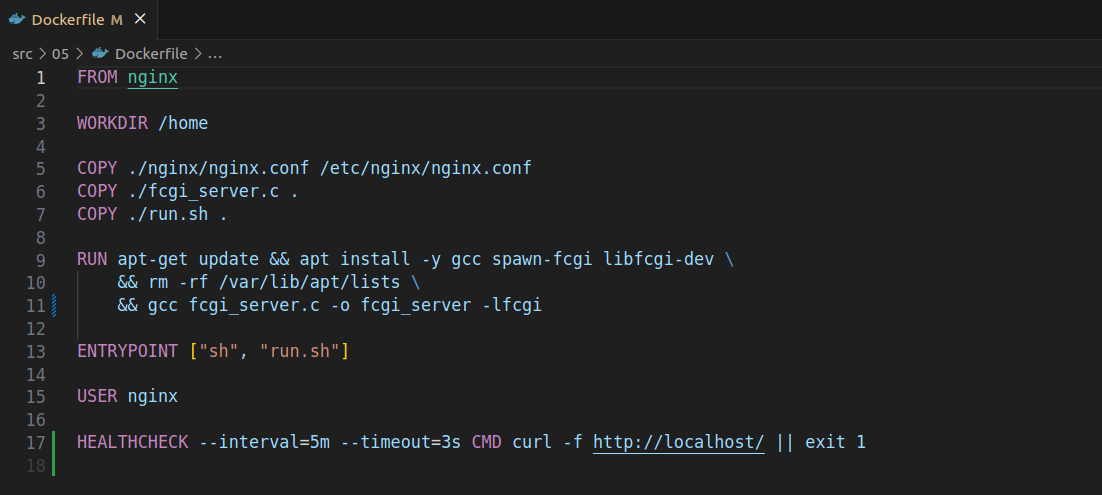 Dockerfile M ×
src > 05 > Dockerfile > ...
1 FROM nginx
2
3 WORKDIR /home
4
5 COPY ./nginx/nginx.conf /etc/nginx/nginx.conf
6 COPY ./fcgi_server.c .
7 COPY ./run.sh .
8
9 RUN apt-get update && apt install -y gcc spawn-fcgi libfcgi-dev \
10 && rm -rf /var/lib/apt/lists \
11 && gcc fcgi_server.c -o fcgi_server -lfcgi
12
13 ENTRYPOINT ["sh", "run.sh"]
14
15 USER nginx
16
17 HEALTHCHECK --interval=5m --timeout=3s CMD curl -f http://localhost/ || exit 1
18